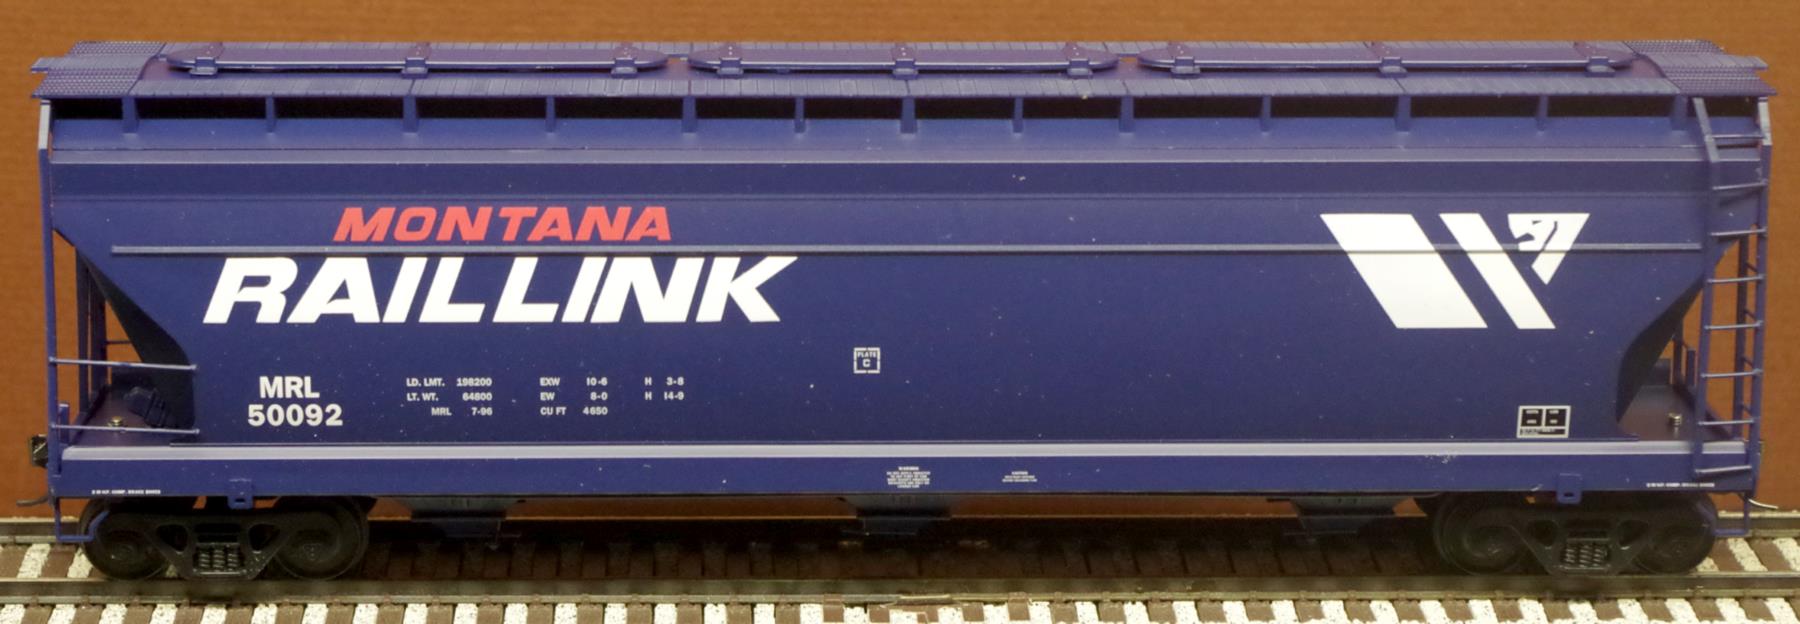 MONTANA
RAILLINK
PLATE
C
MRL
50092
LD. LMT. 198200 EXW 10-6 H 3-8
LT. WT. 64800 EW 8-0 H 14-9
MRL 7-96 CU FT 4650